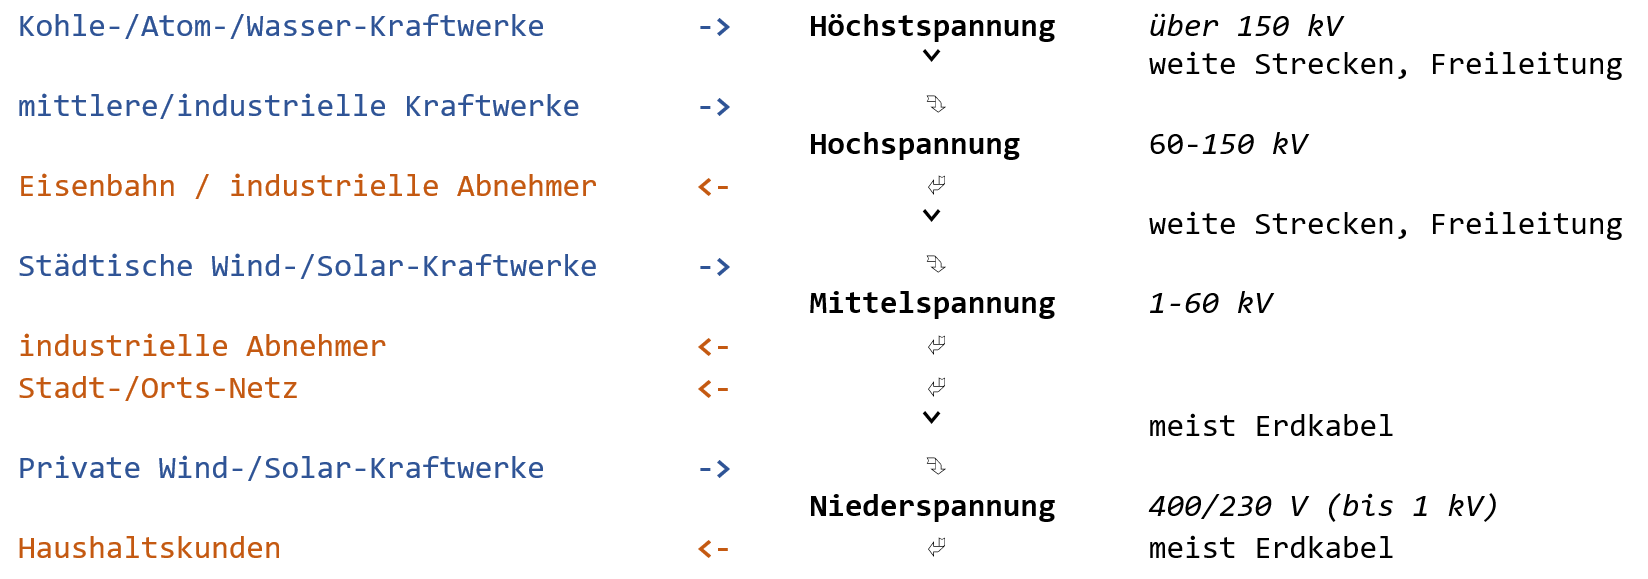 Kohle-/Atom-/Wasser-Kraftwerke -> Höchstspannung über 150 kV
weite Strecken, Freileitung
mittlere/industrielle Kraftwerke ->
Hochspannung 60-150 kV
Eisenbahn / industrielle Abnehmer <-
weite Strecken, Freileitung
Städtische Wind-/Solar-Kraftwerke ->
Mittelspannung 1-60 kV
industrielle Abnehmer <-
Stadt-/Orts-Netz <-
meist Erdkabel
Private Wind-/Solar-Kraftwerke ->
Niederspannung 400/230 V (bis 1 kV)
Haushaltskunden <- meist Erdkabel